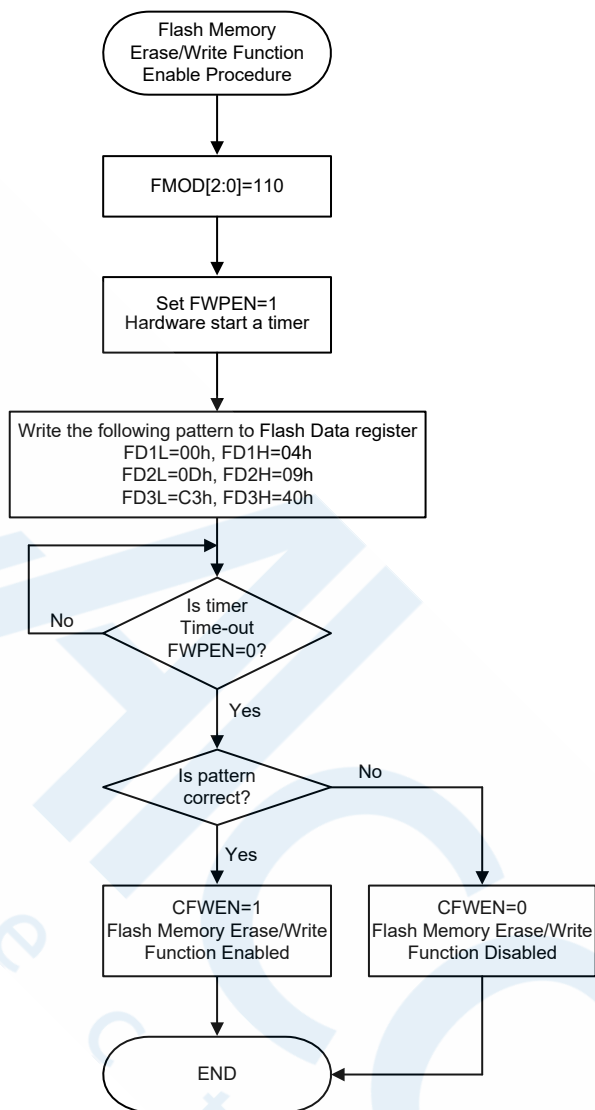 Flash Memory
Erase/Write Function
Enable Procedure
FMOD[2:0]=110
Set FWPEN=1
Hardware start a timer
Write the following pattern to Flash Data register
FD1L=00h, FD1H=04h
FD2L=0Dh, FD2H=09h
FD3L=C3h, FD3H=40h
Is timer
Time-out
FWPEN=0?
No
Yes
Is pattern
correct?
No
Yes
CFWEN=1
Flash Memory Erase/Write
Function Enabled
CFWEN=0
Flash Memory Erase/Write
Function Disabled
END